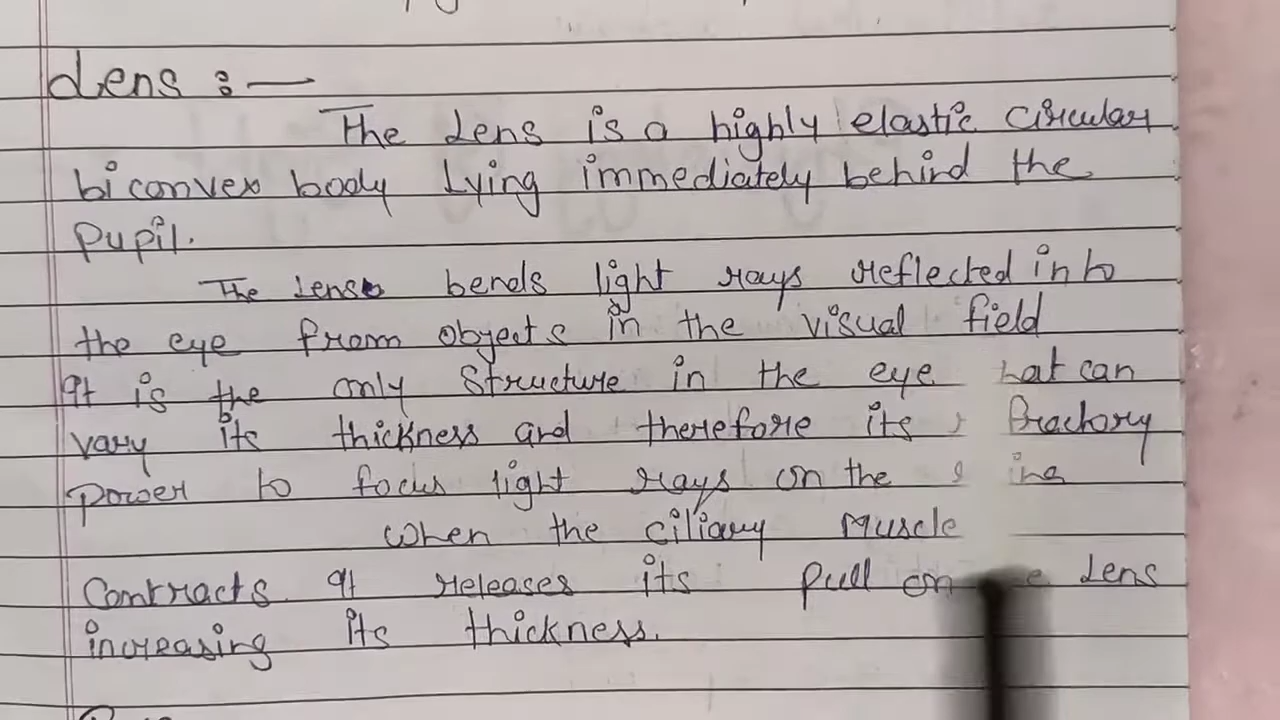 Lens :—
The Lens is a highly elastic circular
biconvex body lying immediately behind the
Pupil.
The Lens bends light rays reflected into
the eye from objects in the visual field
It is the only structure in the eye hat can
vary its thickness and therefore its fractory
power to focus light rays on the
when the ciliary Muscle
Contracts It releases its pull on Lens
increasing its thickness.